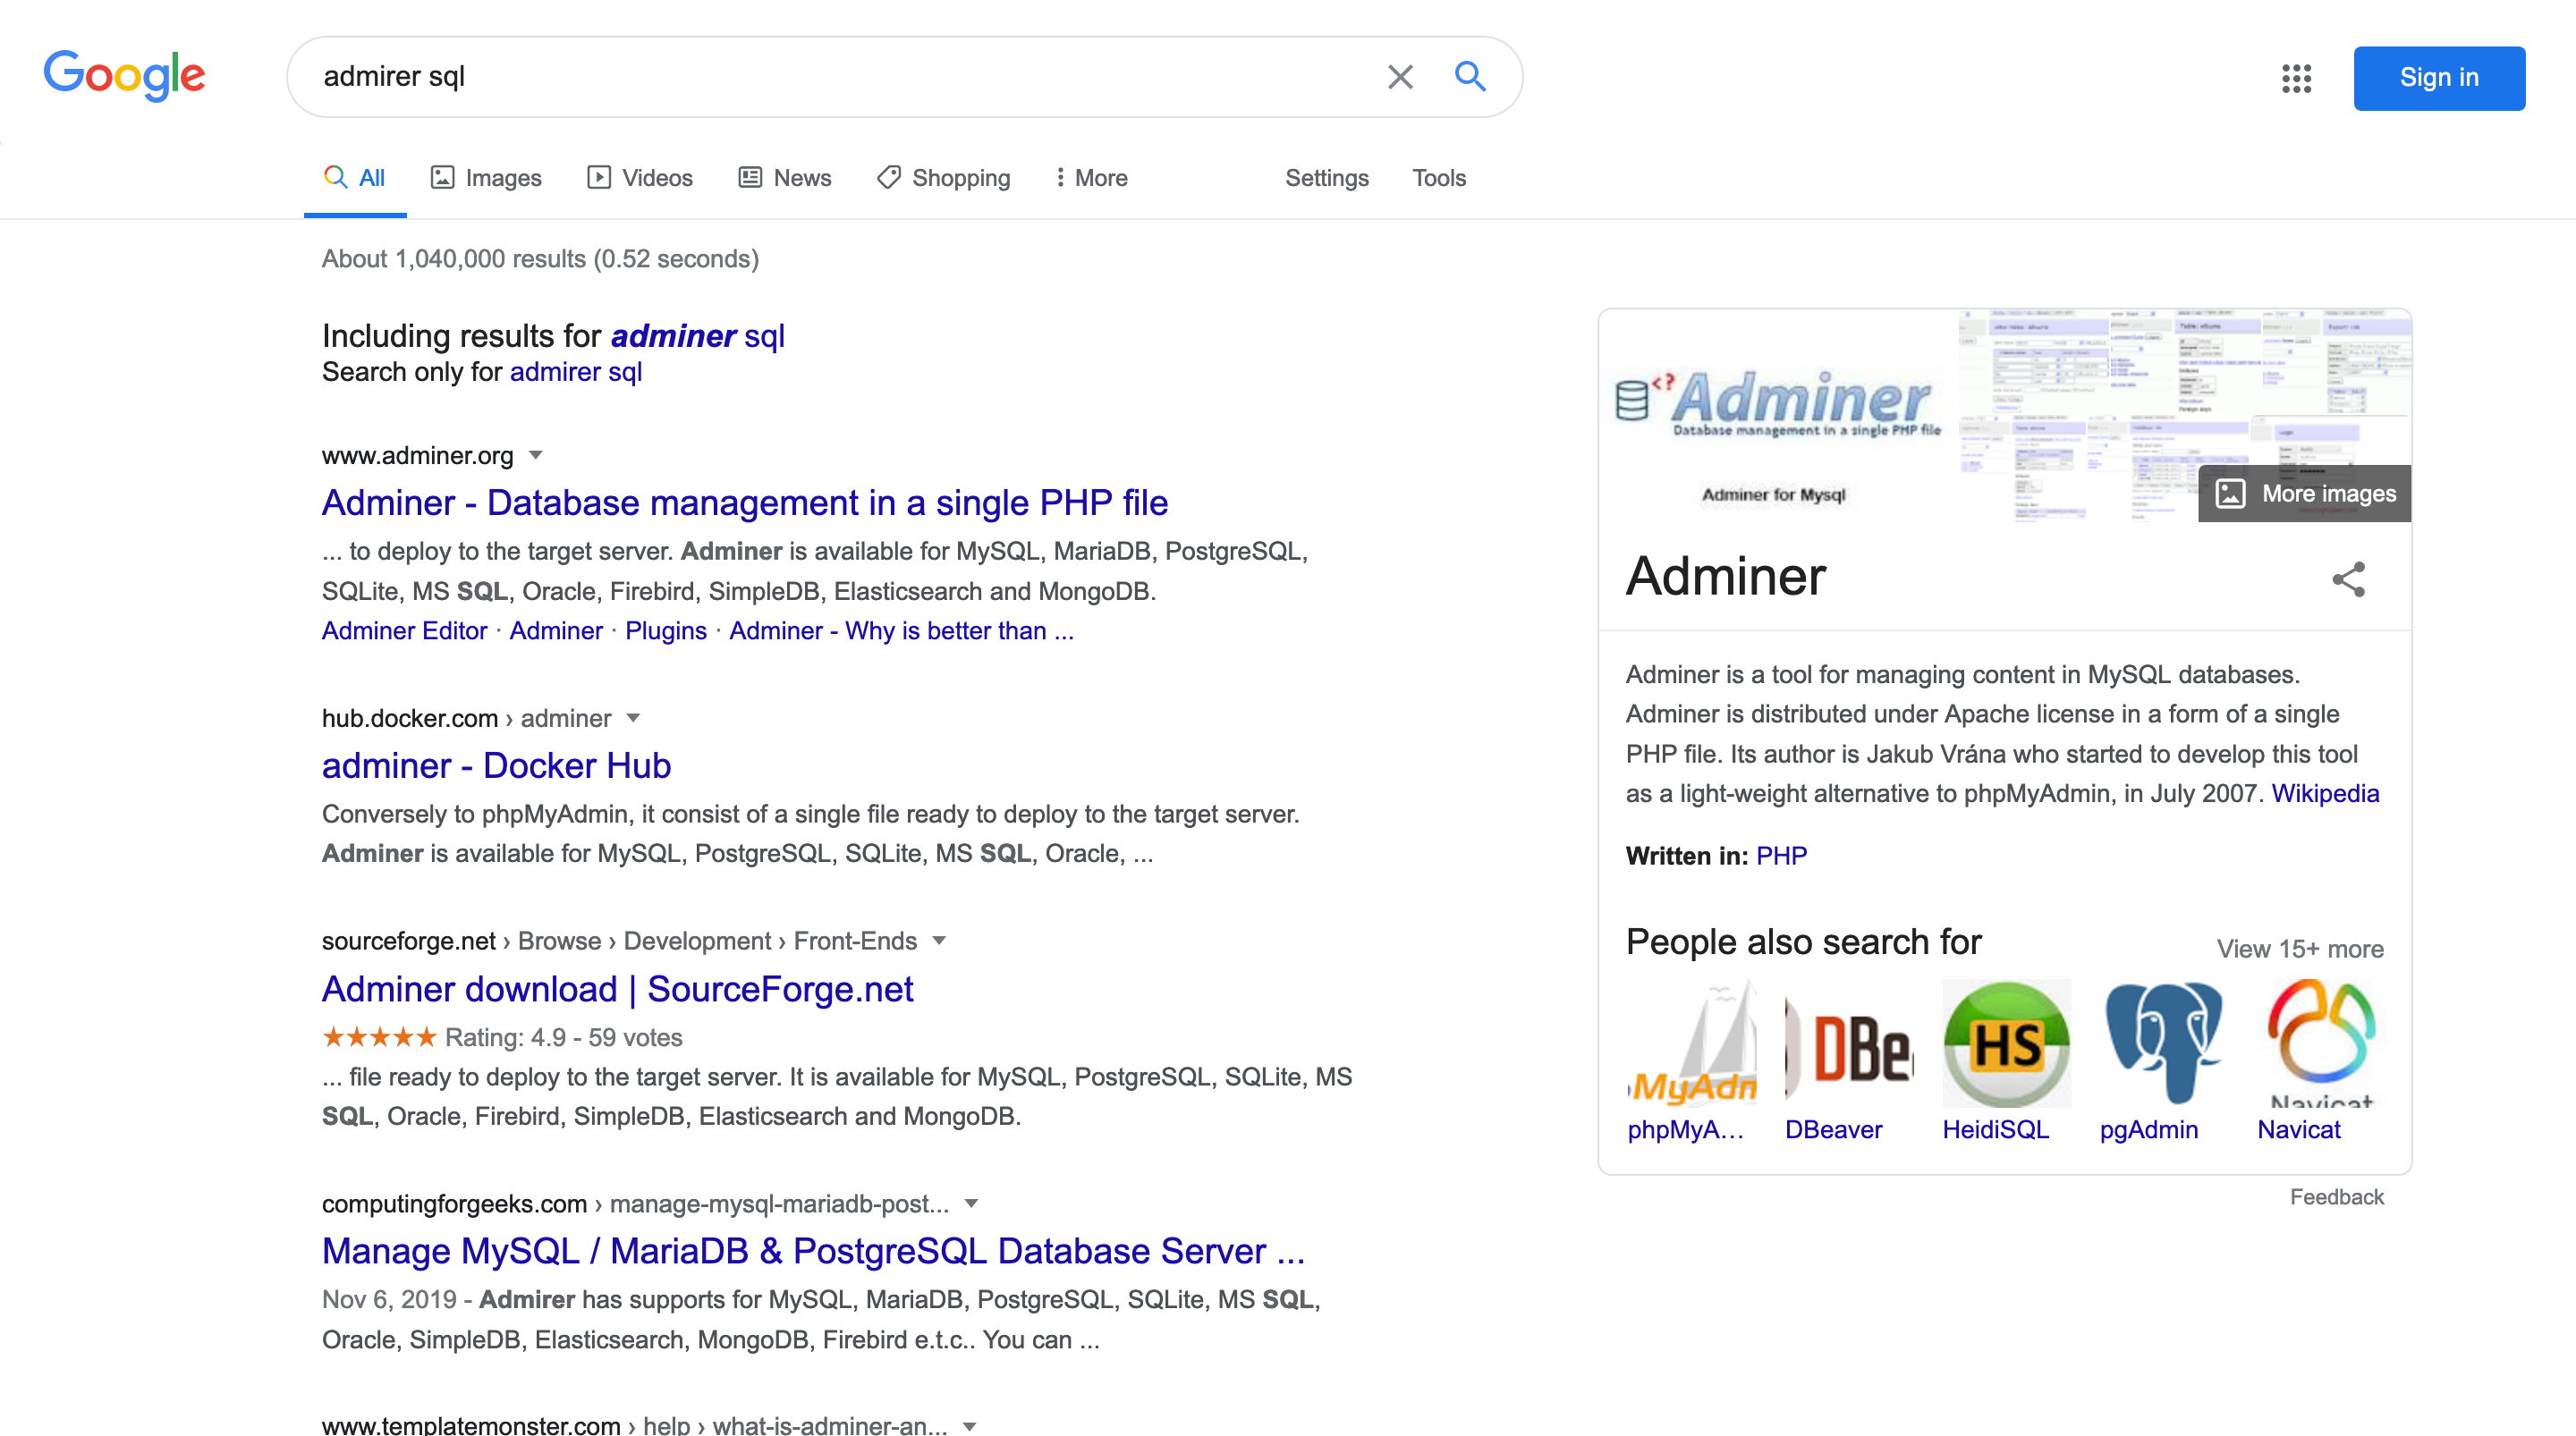 Google
admirer sql
Sign in
All
Images
Videos
News
Shopping
More
Settings
Tools
About 1,040,000 results (0.52 seconds)
Including results for adminer sql
Search only for admirer sql
www.adminer.org
Adminer - Database management in a single PHP file
... to deploy to the target server. Adminer is available for MySQL, MariaDB, PostgreSQL,
SQLite, MS SQL, Oracle, Firebird, SimpleDB, Elasticsearch and MongoDB.
Adminer Editor · Adminer · Plugins · Adminer - Why is better than ...
hub.docker.com › adminer
adminer - Docker Hub
Conversely to phpMyAdmin, it consist of a single file ready to deploy to the target server.
Adminer is available for MySQL, PostgreSQL, SQLite, MS SQL, Oracle, ...
sourceforge.net › Browse › Development › Front-Ends
Adminer download | SourceForge.net
★★★★★ Rating: 4.9 - 59 votes
... file ready to deploy to the target server. It is available for MySQL, PostgreSQL, SQLite, MS
SQL, Oracle, Firebird, SimpleDB, Elasticsearch and MongoDB.
computingforgeeks.com › manage-mysql-mariadb-post...
Manage MySQL / MariaDB & PostgreSQL Database Server ...
Nov 6, 2019 - Admirer has supports for MySQL, MariaDB, PostgreSQL, SQLite, MS SQL,
Oracle, SimpleDB, Elasticsearch, MongoDB, Firebird e.t.c.. You can ...
www.templatemonster.com › help › what-is-adminer-an...
<? Adminer
Database management in a single PHP file
Adminer for Mysql
More images
Adminer
Adminer is a tool for managing content in MySQL databases.
Adminer is distributed under Apache license in a form of a single
PHP file. Its author is Jakub Vrána who started to develop this tool
as a light-weight alternative to phpMyAdmin, in July 2007. Wikipedia
Written in: PHP
People also search for
View 15+ more
MyAdm
DBe
HS
Navicat
phpMyA...
DBeaver
HeidiSQL
pgAdmin
Navicat
Feedback